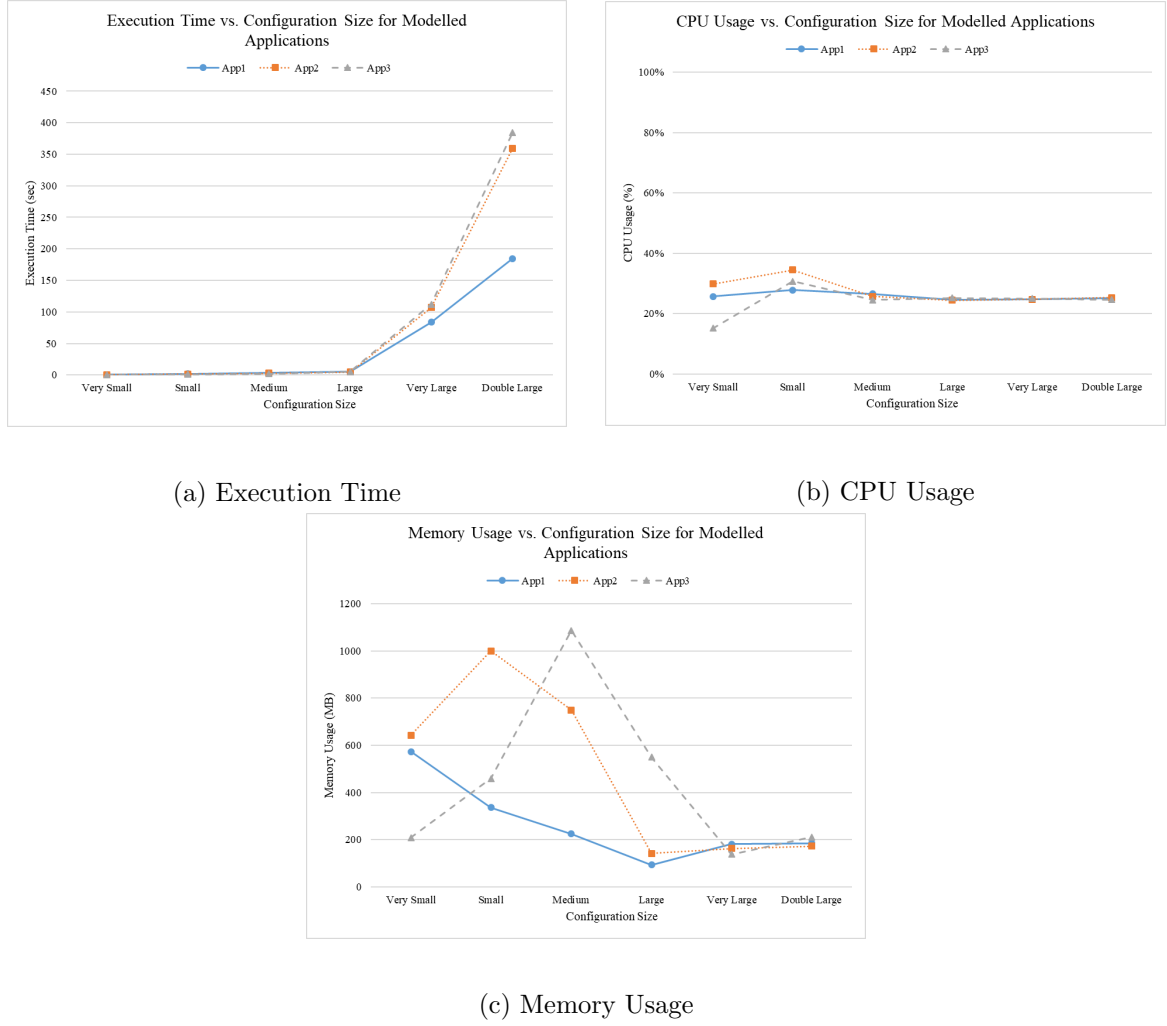 Execution Time vs. Configuration Size for Modelled
Applications
App1 App2 App3
450
400
350
300
250
200
150
100
50
0
Execution Time (sec)
Very Small Small Medium Large Very Large Double Large
Configuration Size
(a) Execution Time
CPU Usage vs. Configuration Size for Modelled Applications
App1 App2 App3
100%
80%
60%
40%
20%
0%
CPU Usage (%)
Very Small Small Medium Large Very Large Double Large
Configuration Size
(b) CPU Usage
Memory Usage vs. Configuration Size for Modelled
Applications
App1 App2 App3
1200
1000
800
600
400
200
0
Memory Usage (MB)
Very Small Small Medium Large Very Large Double Large
Configuration Size
(c) Memory Usage